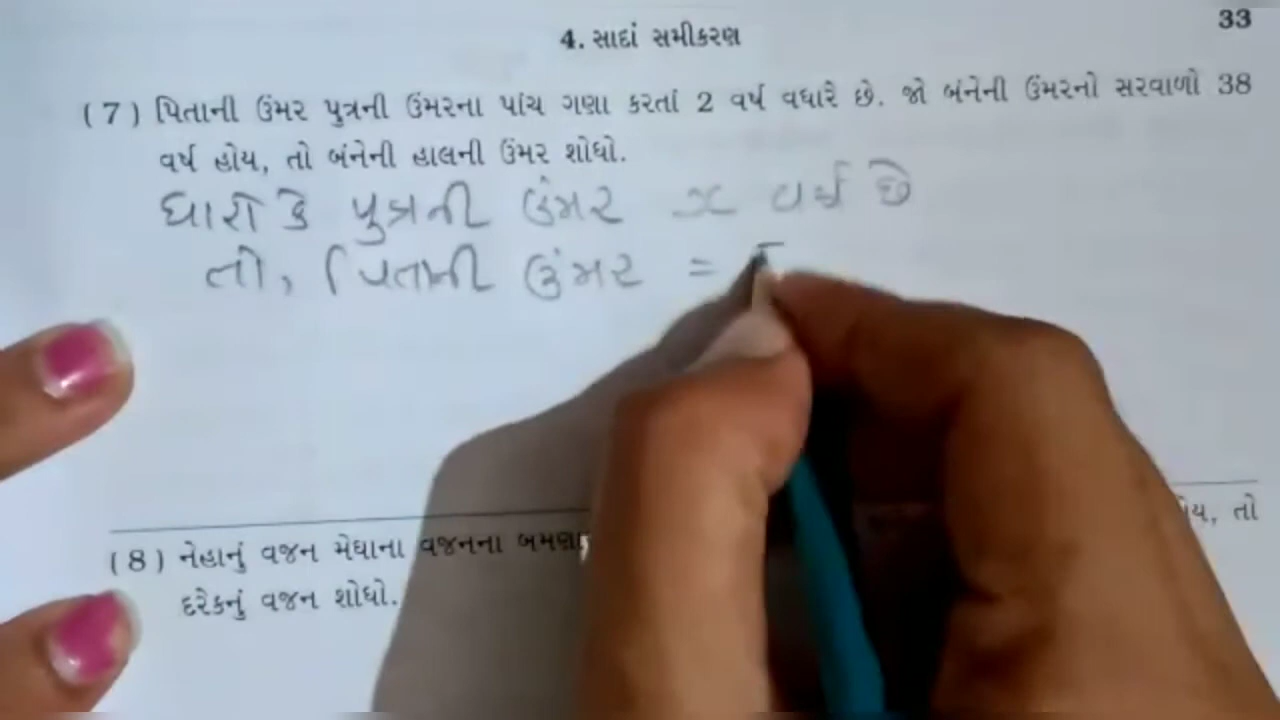 33
4. સાદાં સમીકરણ
(7) પિતાની ઉંમર પુત્રની ઉંમરના પાંચ ગણા કરતાં 2 વર્ષ વધારે છે. જો બંનેની ઉંમરનો સરવાળો 38
વર્ષ હોય, તો બંનેની હાલની ઉંમર શોધો.
ધારો કે પુત્રની ઉંમર x વર્ષ છે
તો, પિતાની ઉંમર =
(8) નેહાનું વજન મેઘાના વજનના બમણા તો
દરેકનું વજન શોધો.